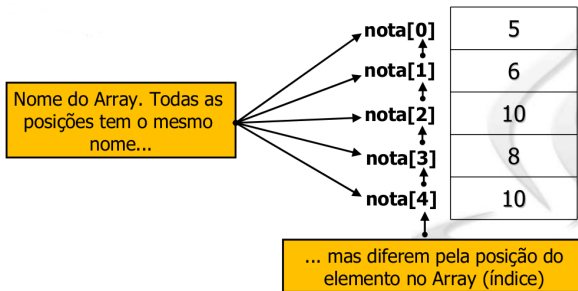 nota[0] 5
nota[1] 6
Nome do Array. Todas as
posições tem o mesmo
nome...
nota[2] 10
nota[3] 8
nota[4] 10
... mas diferem pela posição do
elemento no Array (índice)